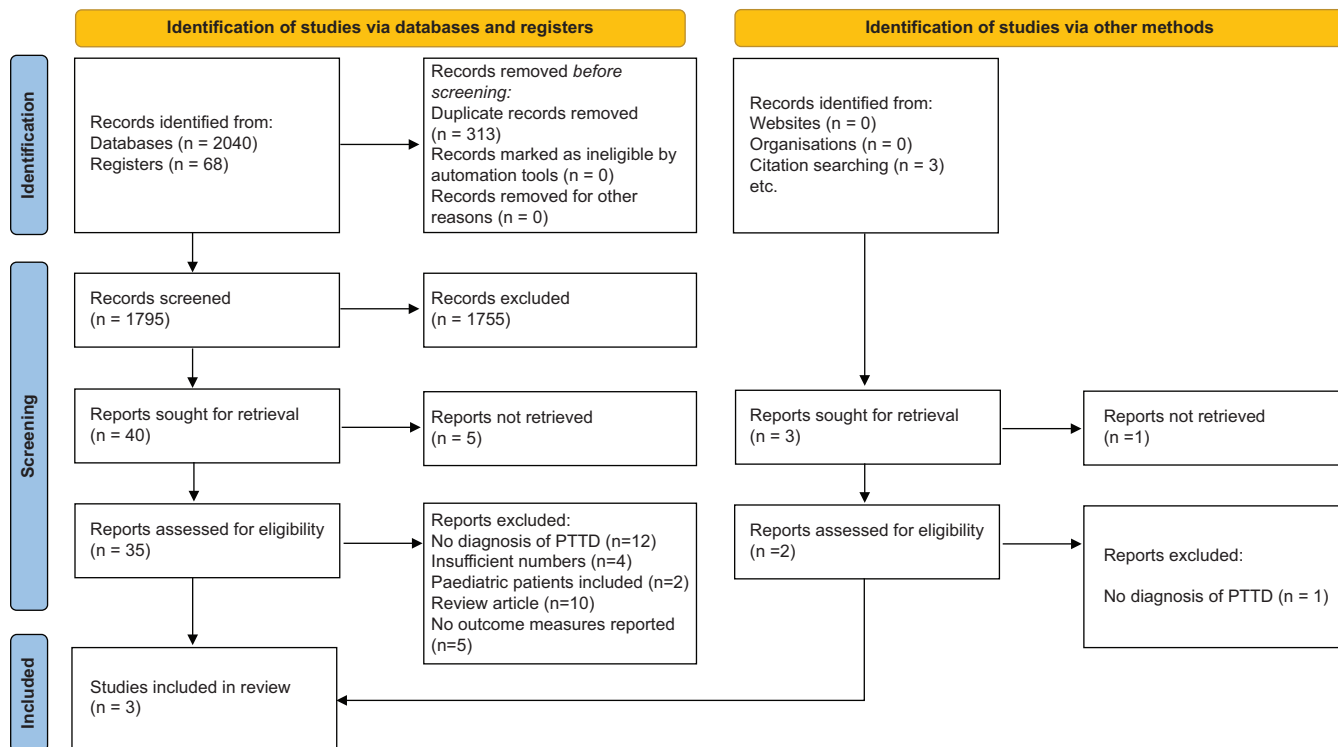 Identification of studies via databases and registers
Identification of studies via other methods
Identification
Records identified from:
Databases (n = 2040)
Registers (n = 68)
Records removed before
screening:
Duplicate records removed
(n = 313)
Records marked as ineligible by
automation tools (n = 0)
Records removed for other
reasons (n = 0)
Records identified from:
Websites (n = 0)
Organisations (n = 0)
Citation searching (n = 3)
etc.
Screening
Records screened
(n = 1795)
Records excluded
(n = 1755)
Reports sought for retrieval
(n = 40)
Reports not retrieved
(n = 5)
Reports sought for retrieval
(n = 3)
Reports not retrieved
(n =1)
Reports assessed for eligibility
(n = 35)
Reports excluded:
No diagnosis of PTTD (n=12)
Insufficient numbers (n=4)
Paediatric patients included (n=2)
Review article (n=10)
No outcome measures reported
(n=5)
Reports assessed for eligibility
(n =2)
Reports excluded:
No diagnosis of PTTD (n = 1)
Included
Studies included in review
(n = 3)